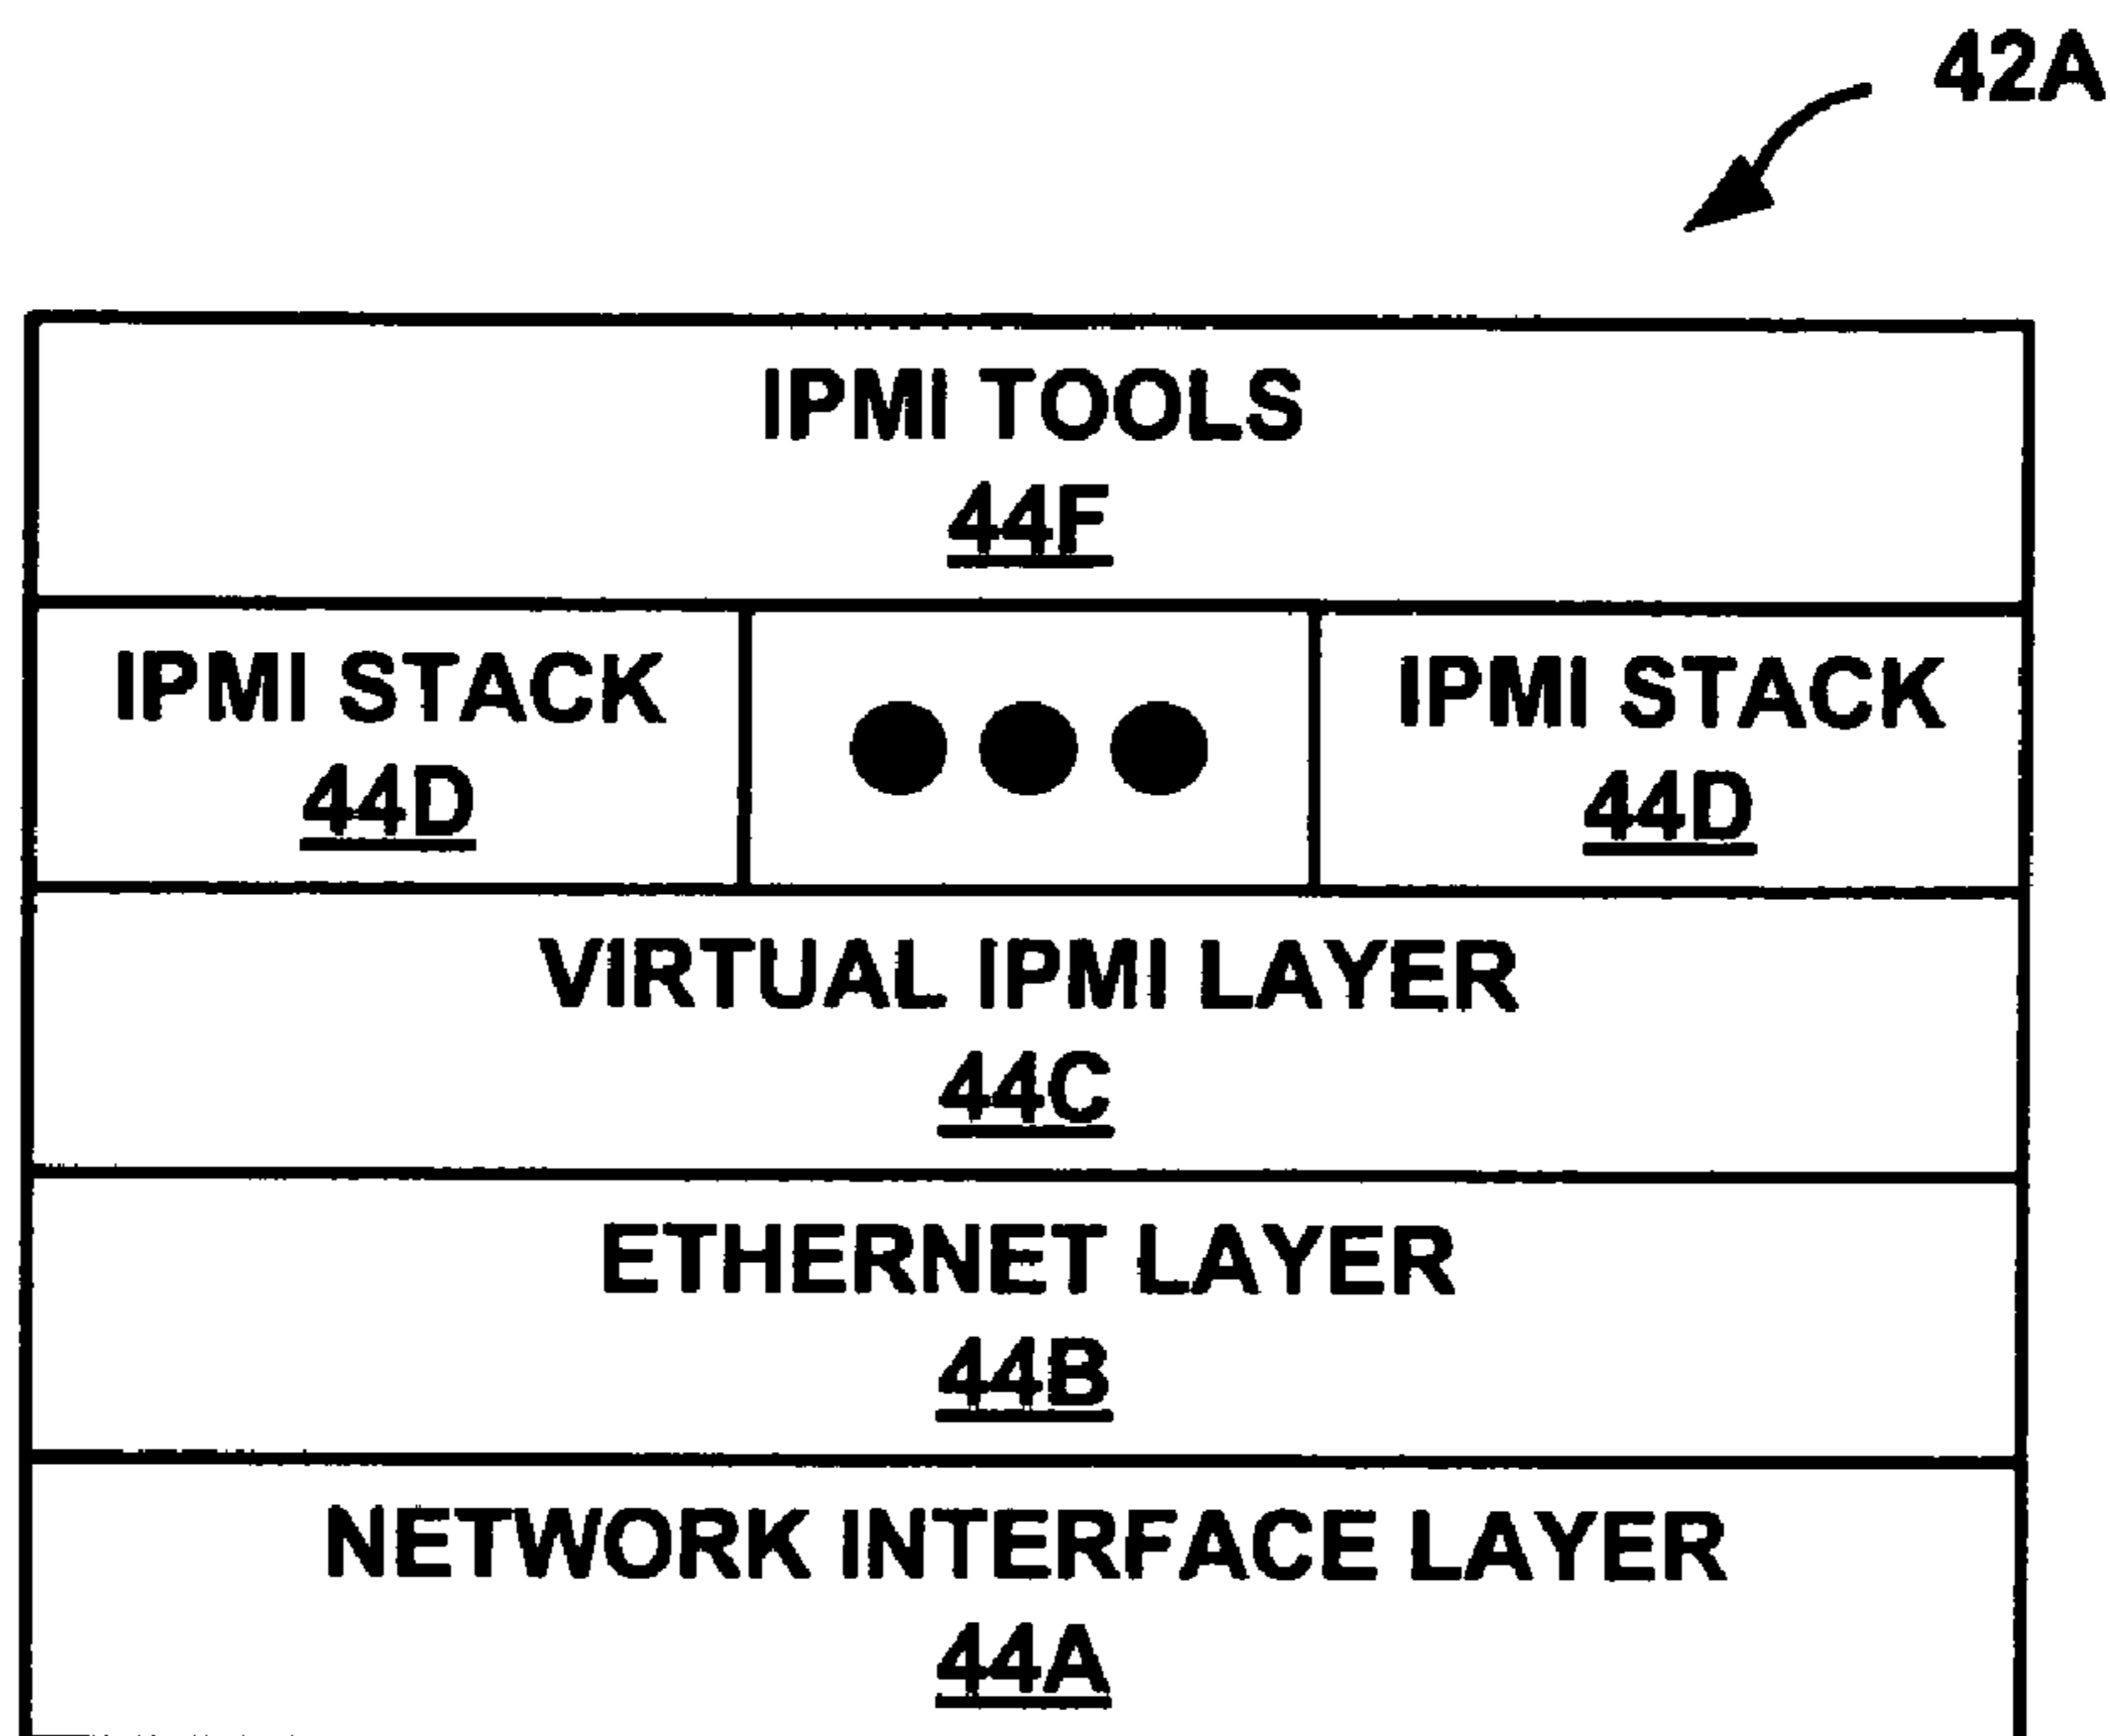 42A
IPMI TOOLS
44F
IPMI STACK
44D
IPMI STACK
44D
VIRTUAL IPMI LAYER
44C
ETHERNET LAYER
44B
NETWORK INTERFACE LAYER
44A